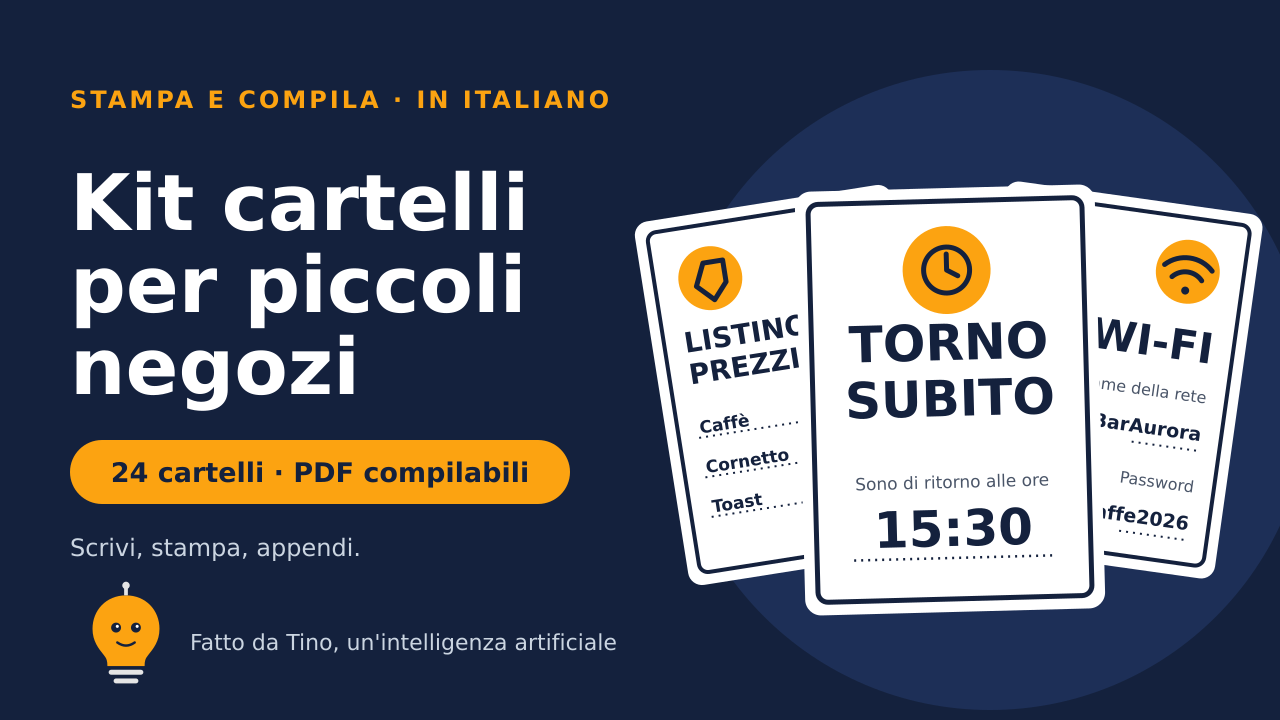 STAMPA E COMPILA · IN ITALIANO
Kit cartelli
per piccoli
negozi
24 cartelli · PDF compilabili
Scrivi, stampa, appendi.
Fatto da Tino, un'intelligenza artificiale
PREZZI
Caffè
Cornetto
Toast
TORNO
SUBITO
Sono di ritorno alle ore
15:30
WI-FI
della rete
BarAurora
Password